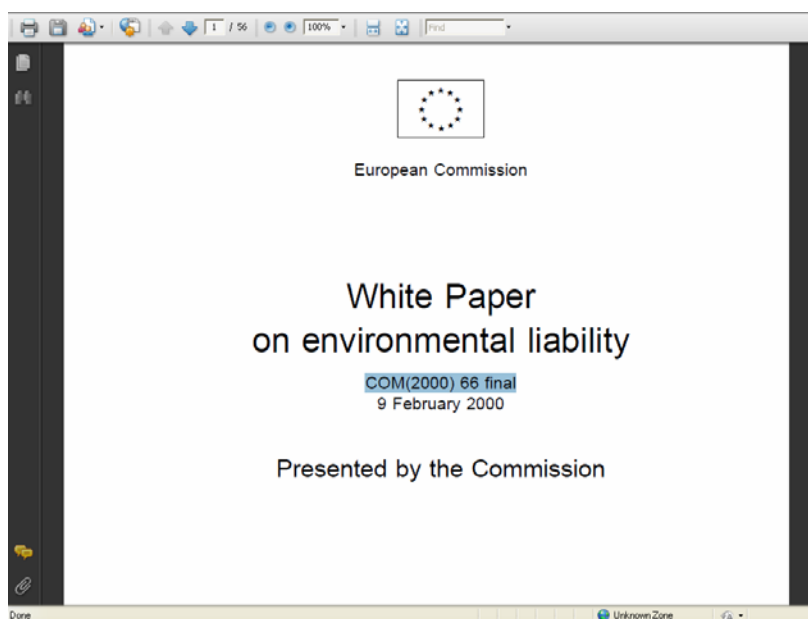 1 / 56 100% Find
European Commission
White Paper
on environmental liability
COM(2000) 66 final
9 February 2000
Presented by the Commission
Done Unknown Zone